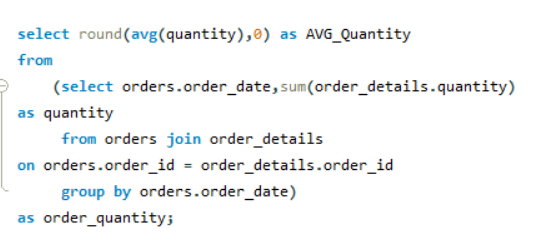 select round(avg(quantity),0) as AVG_Quantity
from
(select orders.order_date,sum(order_details.quantity)
as quantity
from orders join order_details
on orders.order_id = order_details.order_id
group by orders.order_date)
as order_quantity;